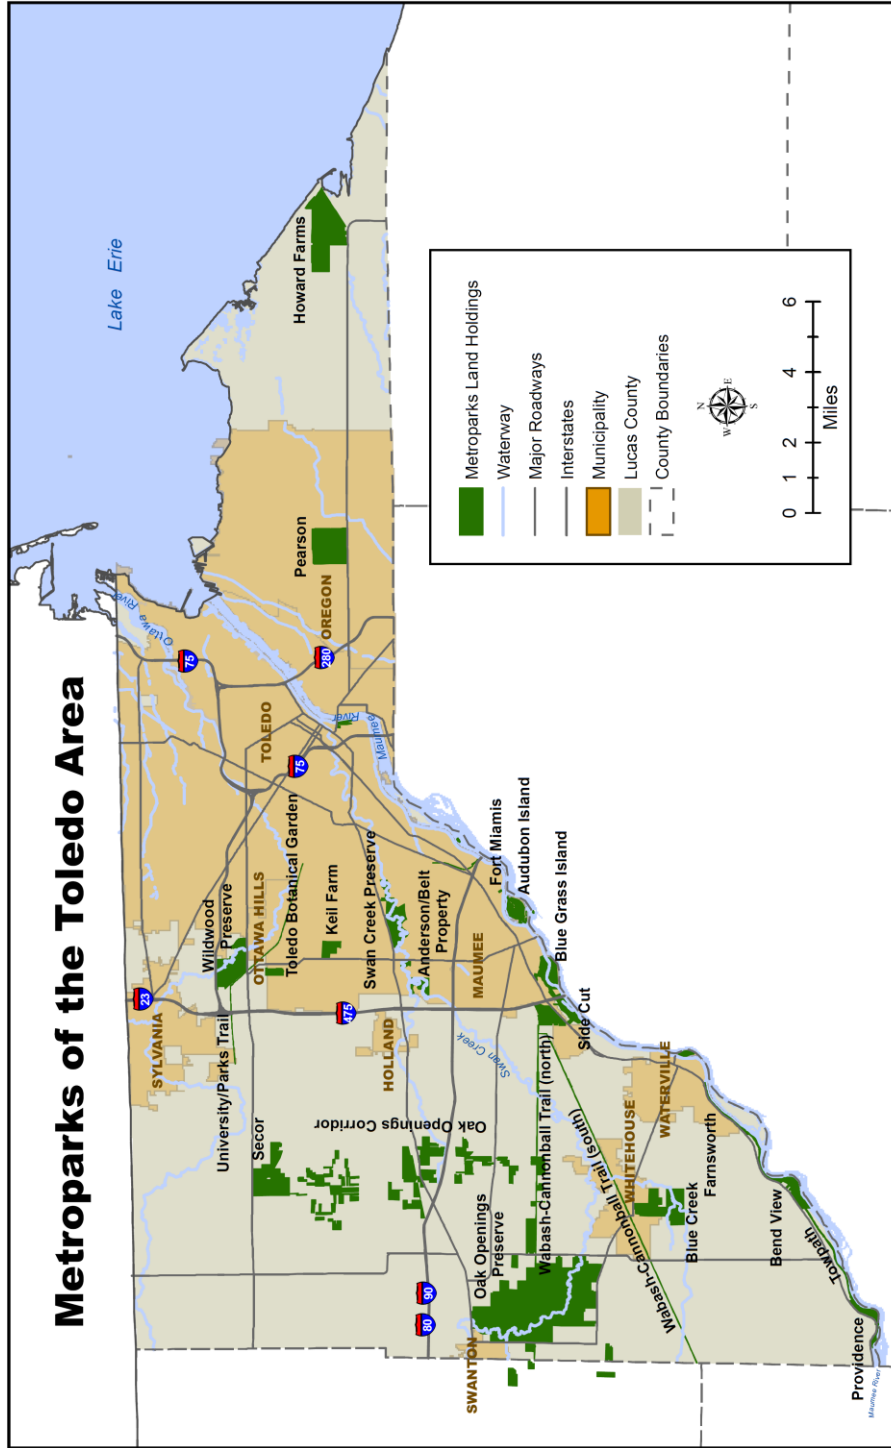 Metroparks of the Toledo Area
Lake Erie
Ottawa River
75
23
SYLVANIA
Wildwood
Preserve
University/Parks Trail
OTTAWA HILLS
TOLEDO
280
OREGON
Pearson
Howard Farms
Secor
Toledo Botanical Garden
75
Keil Farm
475
River
Maumee
HOLLAND
Swan Creek Preserve
Oak Openings Corridor
Anderson/Belt
Property
80
90
MAUMEE
Swan Creek
Fort Miamis
Audubon Island
SWANTON
Oak Openings
Preserve
Wabash-Cannonball Trail (north)
Blue Grass Island
Side Cut
Wabash-Cannonball Trail (south)
WHITEHOUSE
WATERVILLE
Blue Creek
Farnsworth
Bend View
Towpath
Providence
Maumee River
Metroparks Land Holdings
Waterway
Major Roadways
Interstates
Municipality
Lucas County
County Boundaries
N
W E
S
0 1 2 4 6
Miles